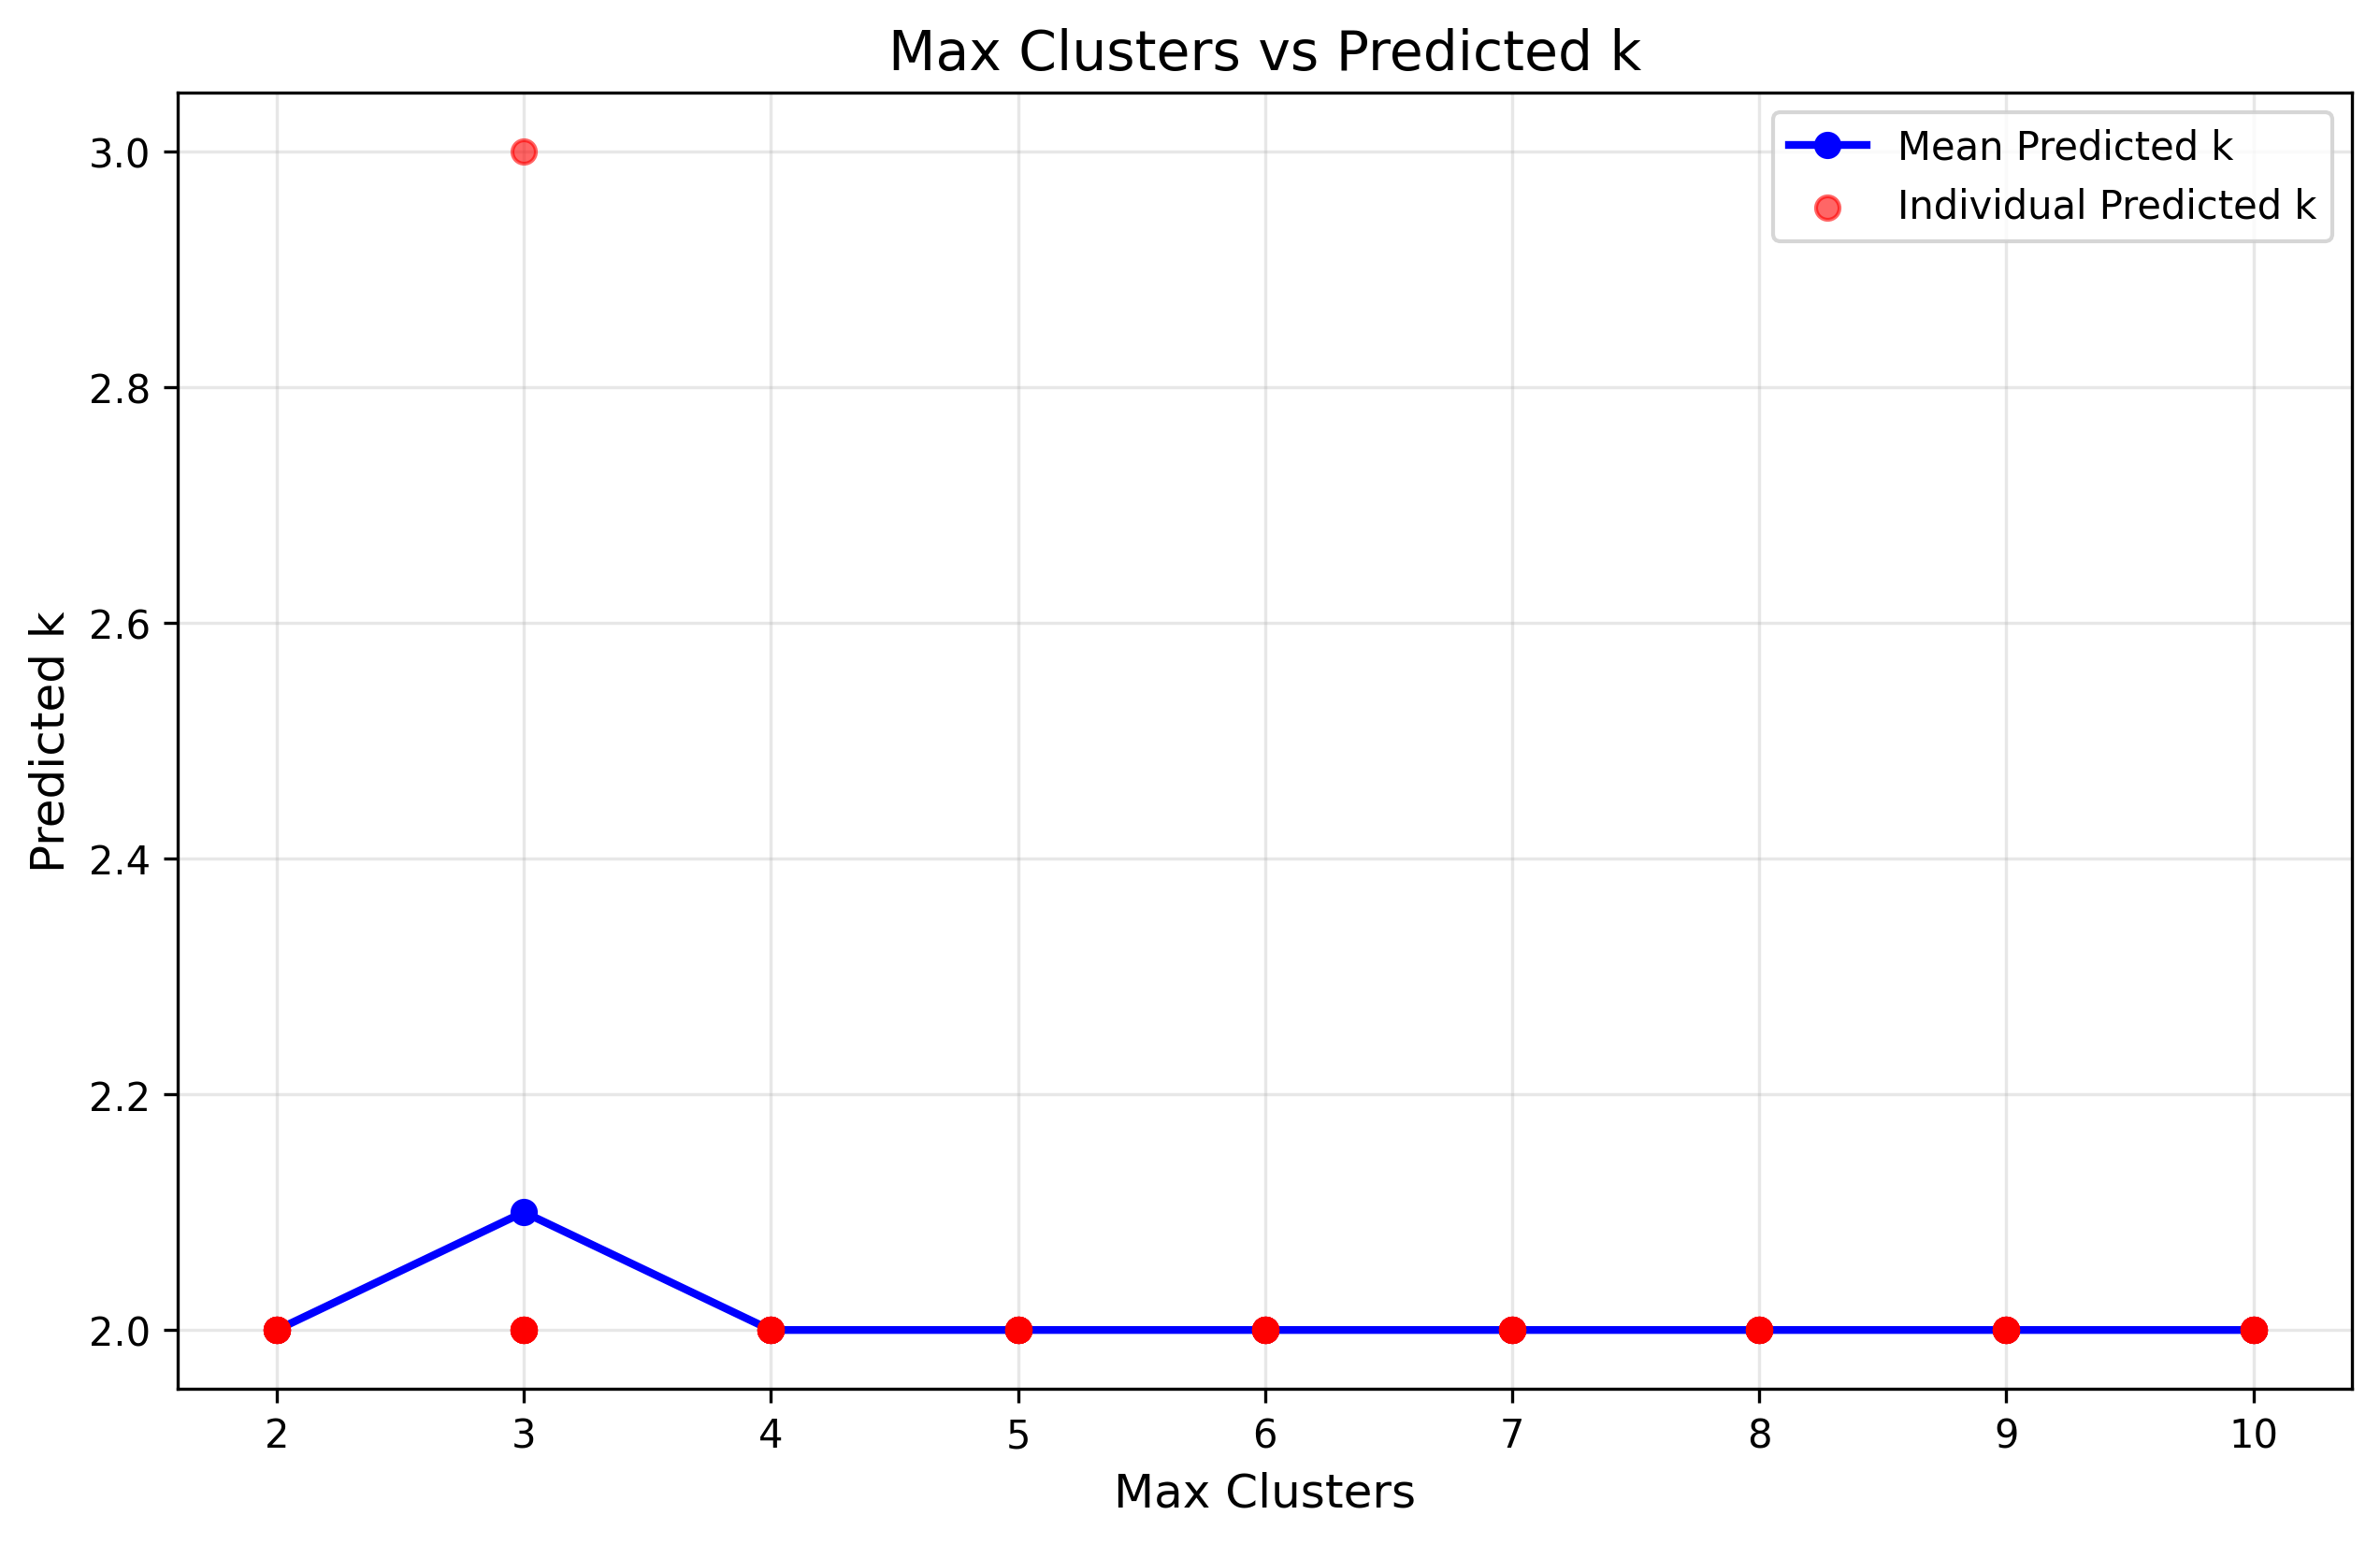 Max Clusters vs Predicted k
Mean Predicted k
Individual Predicted k
Predicted k
3.0
2.8
2.6
2.4
2.2
2.0
2 3 4 5 6 7 8 9 10
Max Clusters